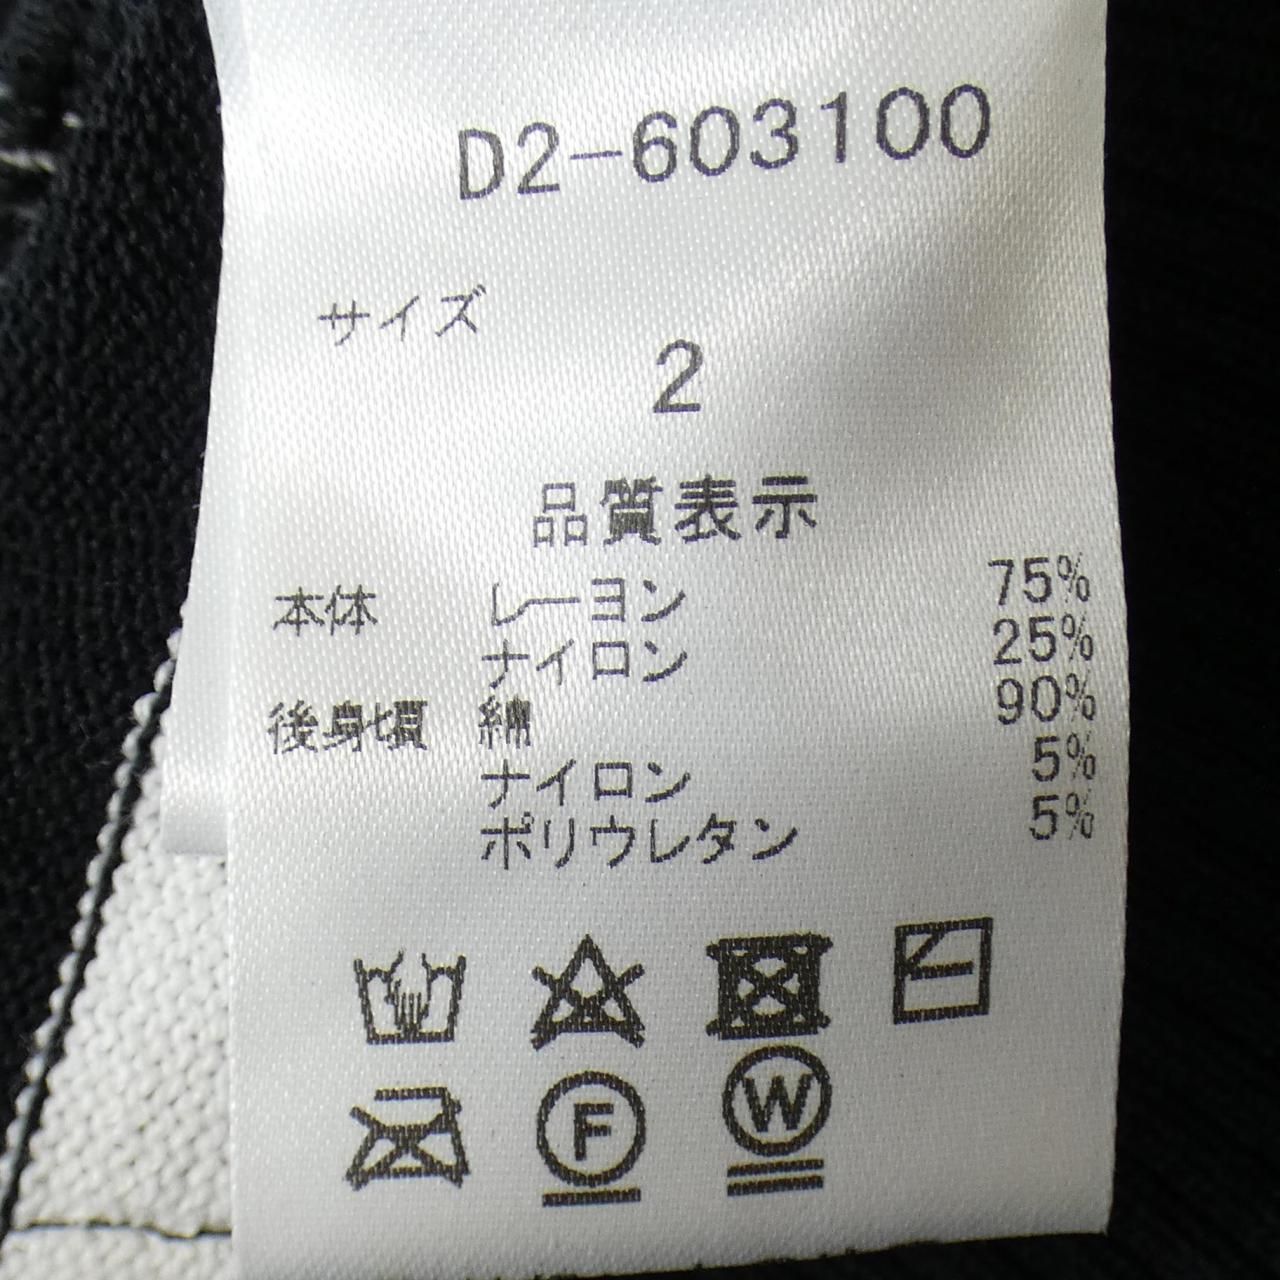 D2-603100
サイズ
2
品質表示
本体 レーヨン 75%
ナイロン 25%
後身頃 綿 90%
ナイロン 5%
ポリウレタン 5%
F W